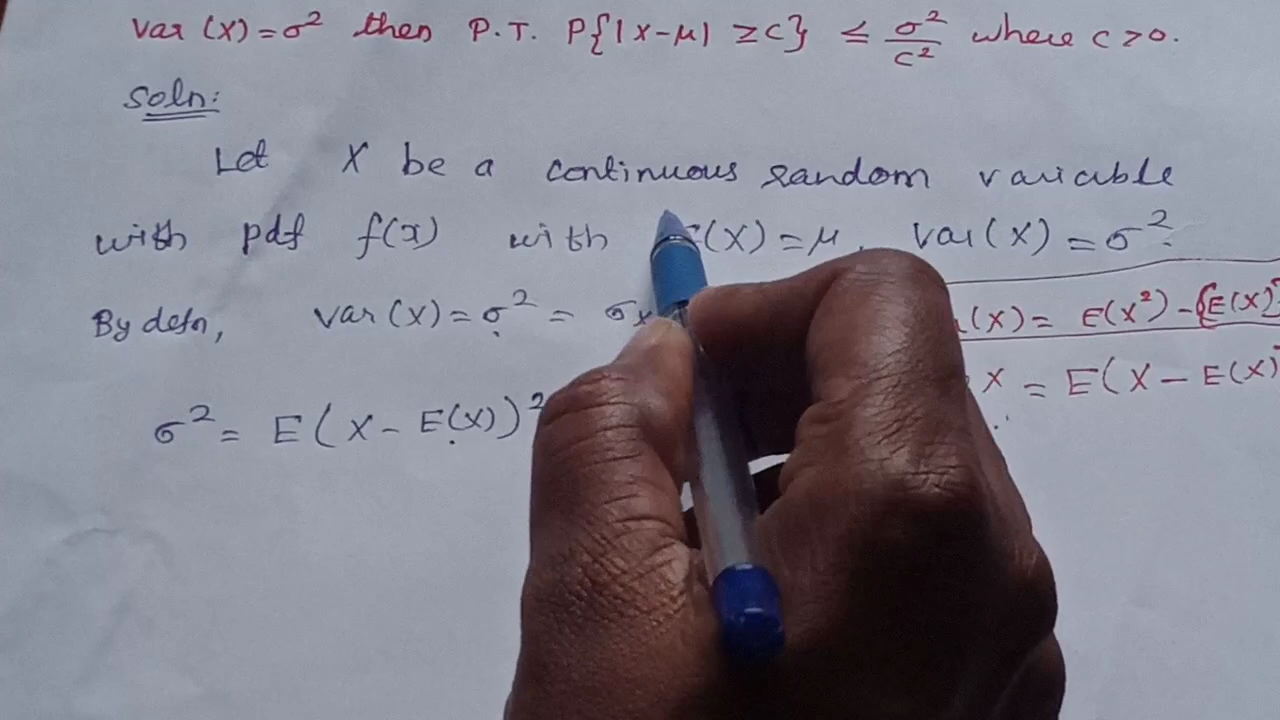 Var (X) = σ² then P.T. P{|X-μ| ≥ c} ≤ σ²/c² where c > 0.
Soln:
Let X be a continuous random variable
with pdf f(x) with (X) = μ, Var(X) = σ².
By defn, Var(X) = σ² = σx
(X) = E(X²) - {E(X)
X = E(X - E(X)
σ² = E(X - E(X))²